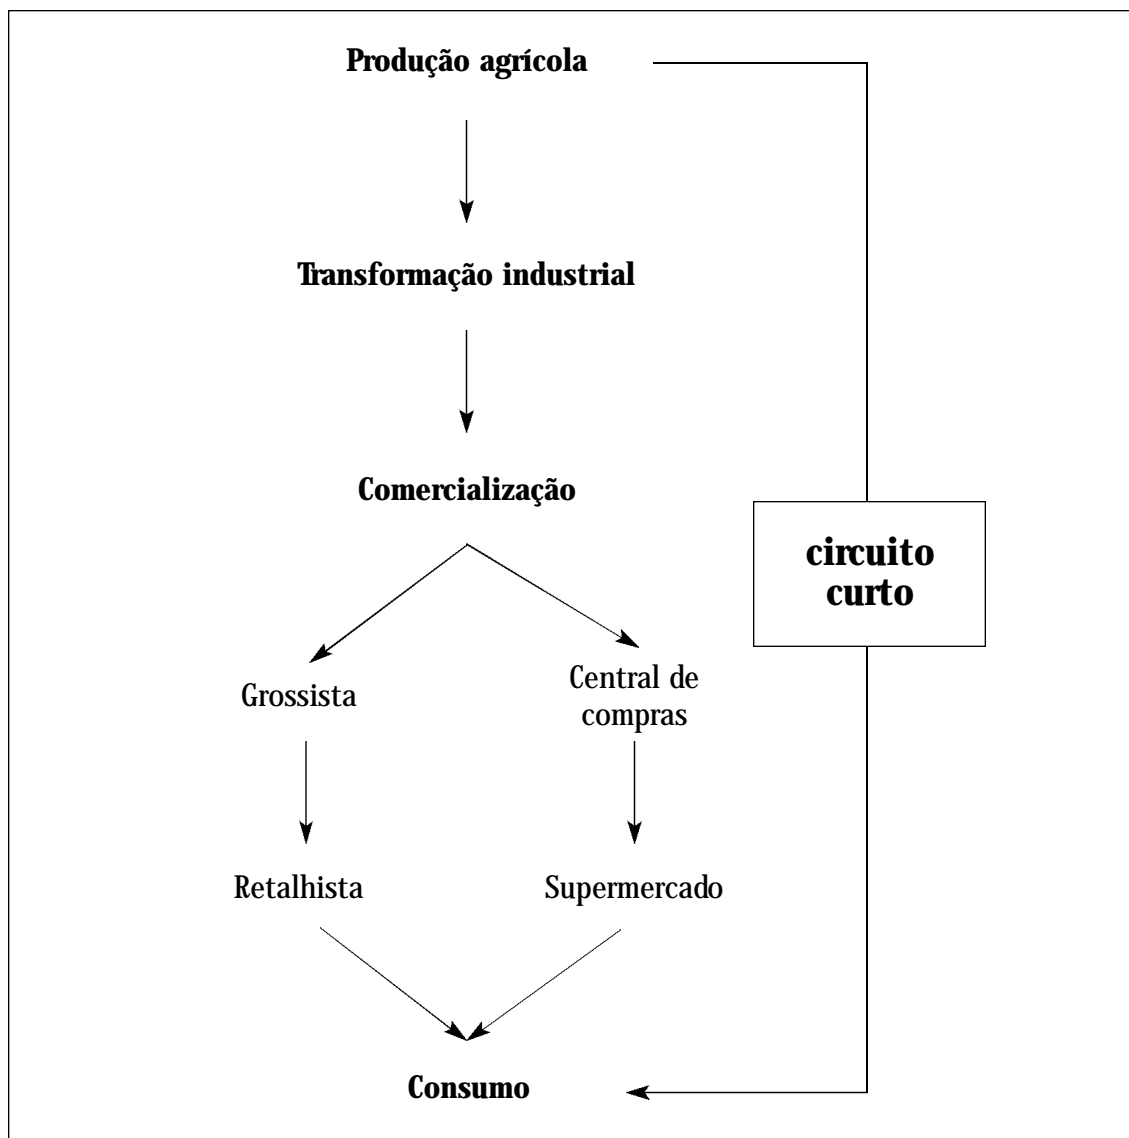 Produção agrícola
Transformação industrial
Comercialização
circuito
curto
Grossista
Central de
compras
Retalhista
Supermercado
Consumo